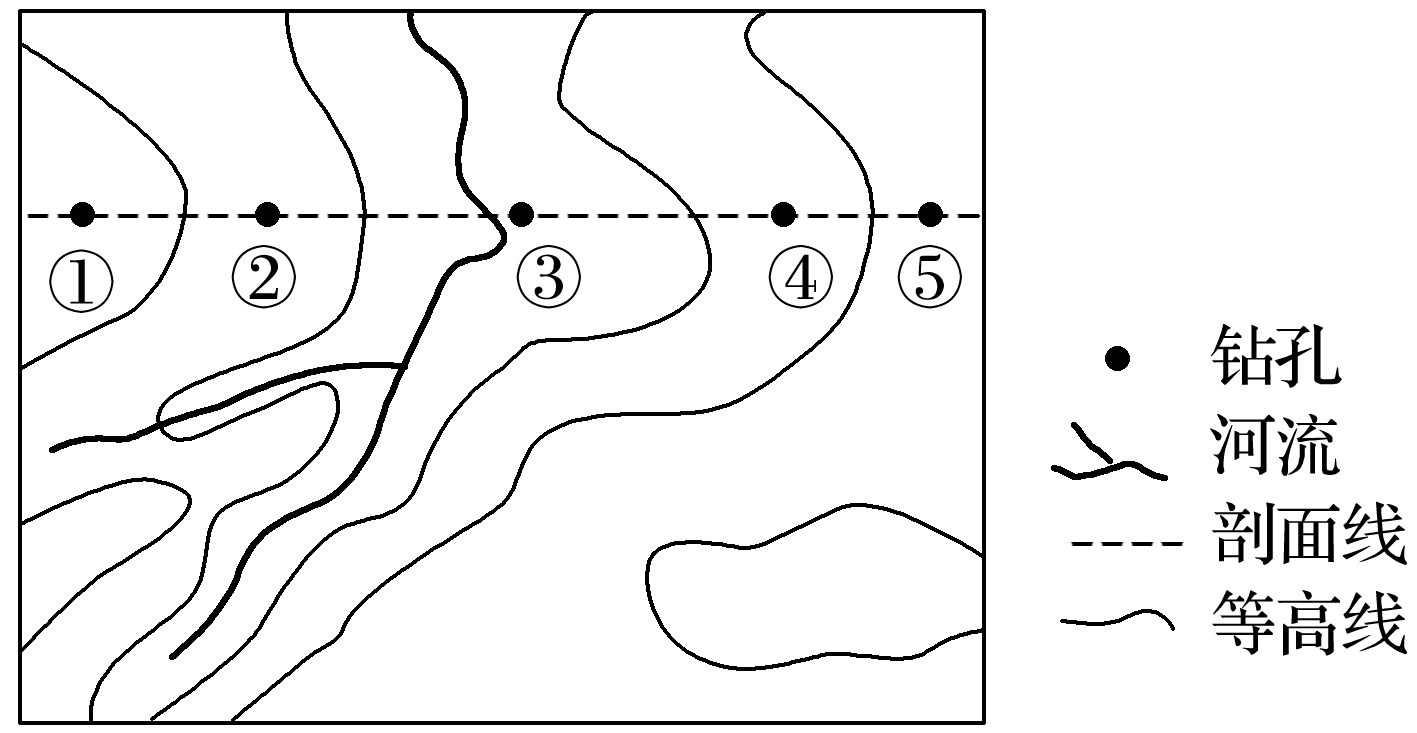 ① ② ③ ④ ⑤
钻孔
河流
剖面线
等高线